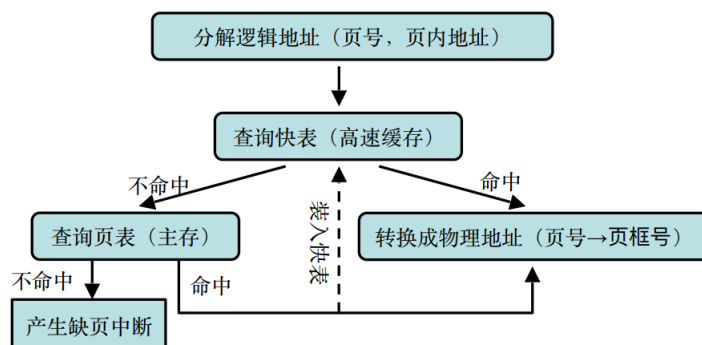 分解逻辑地址（页号，页内地址）
查询快表（高速缓存）
不命中
命中
装入快表
查询页表（主存）
转换成物理地址（页号→页框号）
不命中
命中
产生缺页中断